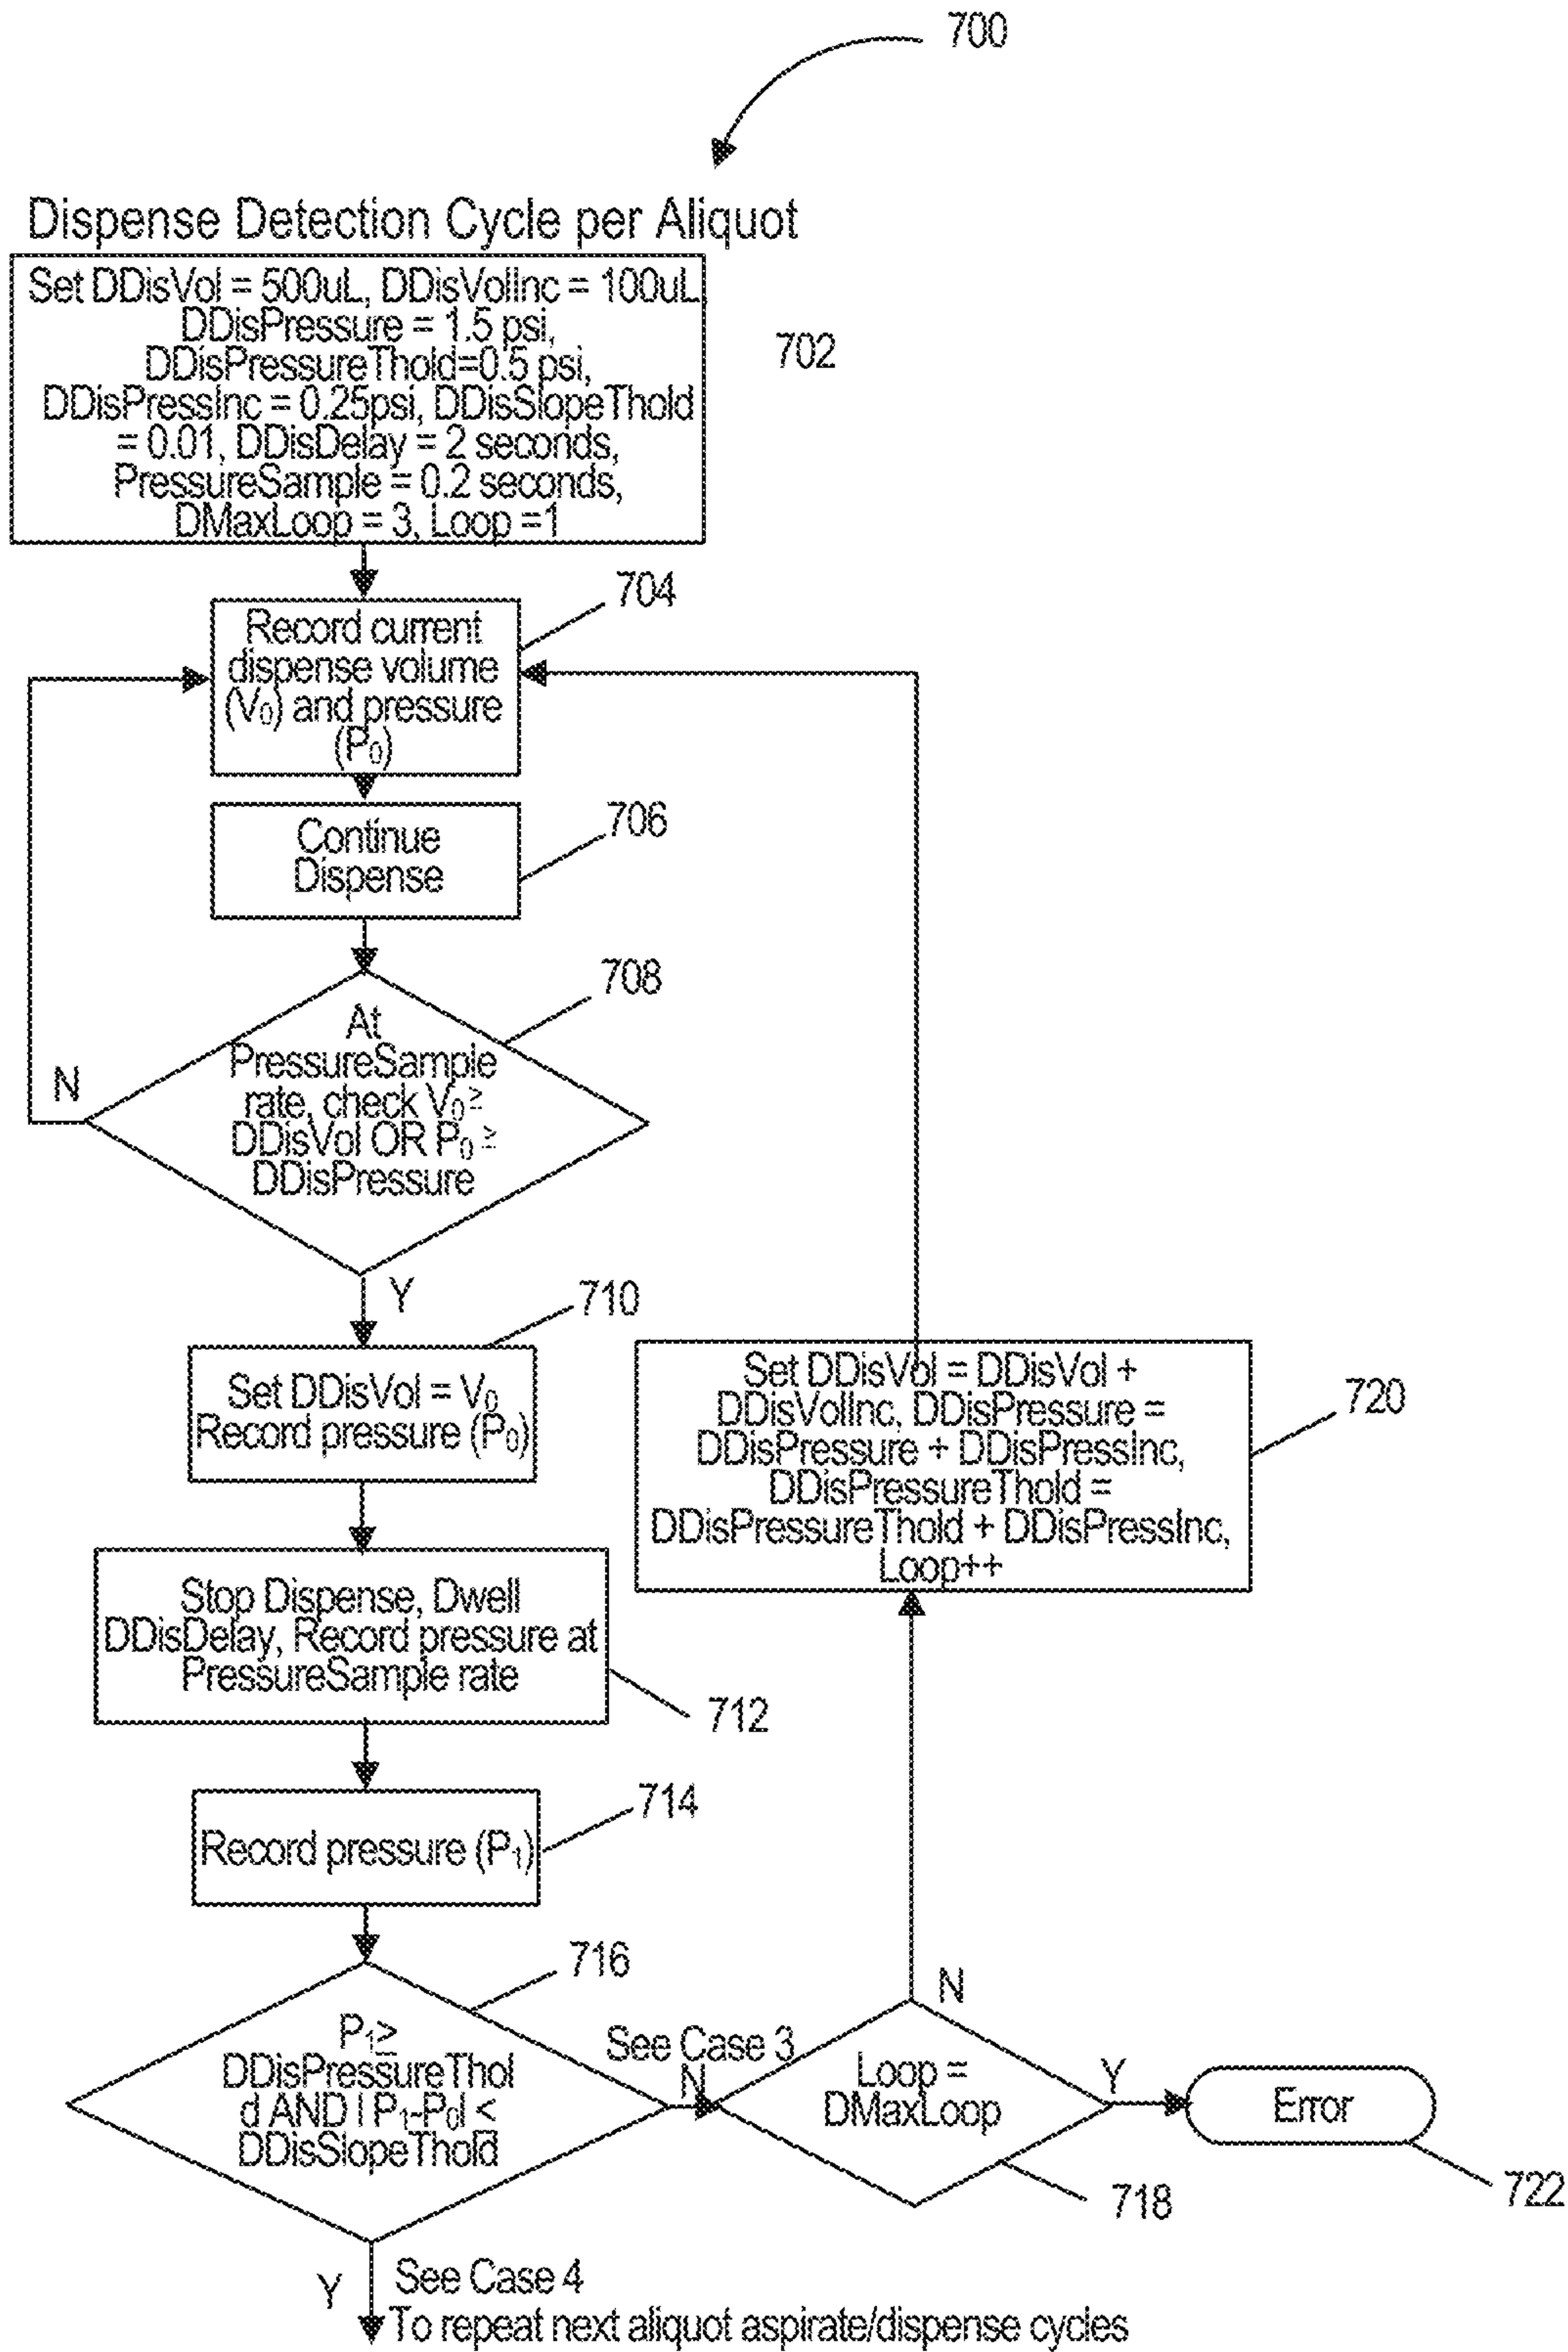 700
Dispense Detection Cycle per Aliquot
Set DDisVol = 500uL, DDisVolInc = 100uL
DDisPressure = 1.5 psi,
DDisPressureThold=0.5 psi,
DDisPressInc = 0.25psi, DDisSlopeThold
= 0.01, DDisDelay = 2 seconds,
PressureSample = 0.2 seconds,
DMaxLoop = 3, Loop =1
702
704
Record current
dispense volume
(V₀) and pressure
(P₀)
706
Continue
Dispense
708
At
PressureSample
rate, check V₀ ≥
DDisVol OR P₀ ≥
DDisPressure
N
Y
710
Set DDisVol = V₀
Record pressure (P₀)
Stop Dispense, Dwell
DDisDelay, Record pressure at
PressureSample rate
712
714
Record pressure (P₁)
716
P₁≥
DDisPressureThol
d AND | P₁-P₀| ≤
DDisSlopeThold
See Case 3
N
Y
See Case 4
To repeat next aliquot aspirate/dispense cycles
Loop =
DMaxLoop
718
N
Y
Set DDisVol = DDisVol +
DDisVolInc, DDisPressure =
DDisPressure + DDisPressInc,
DDisPressureThold =
DDisPressureThold + DDisPressInc,
Loop++
720
Error
722